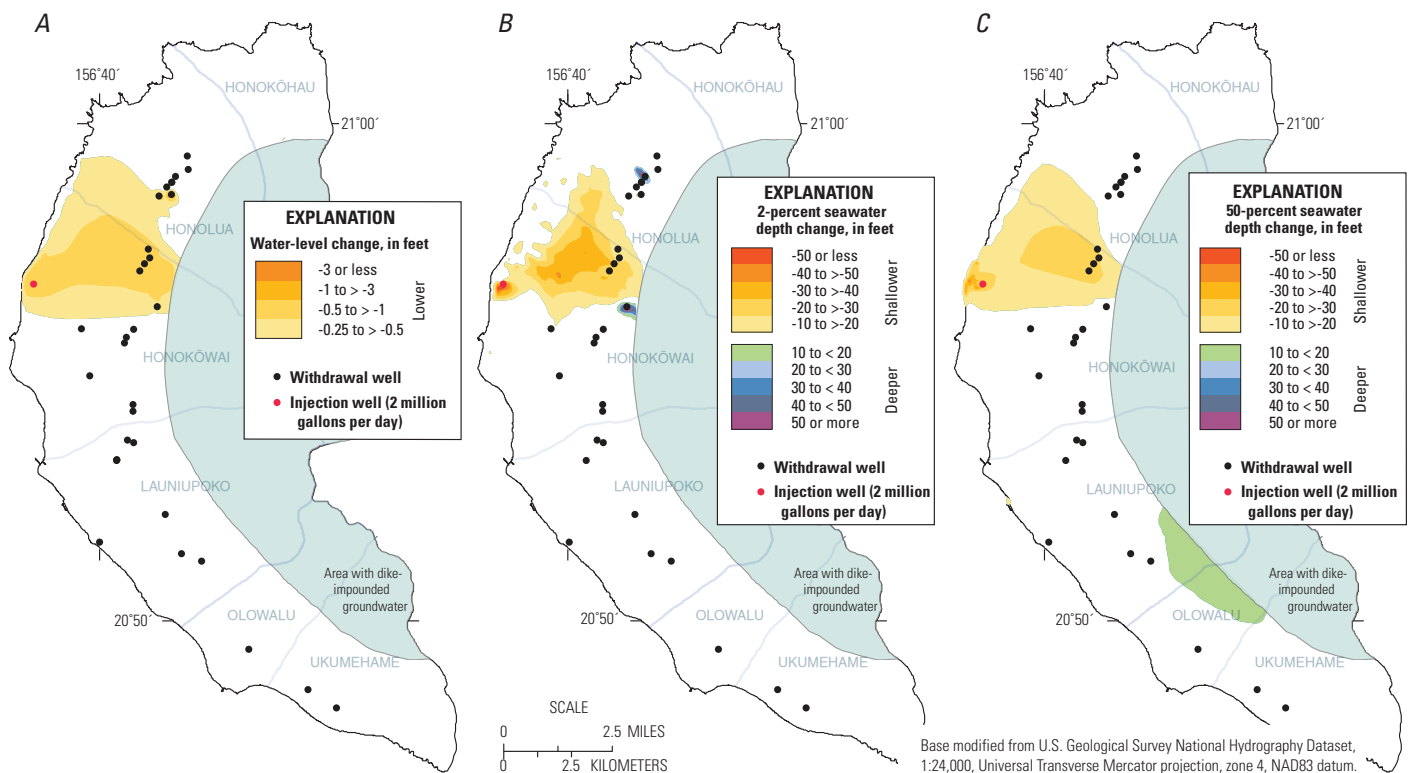 A
156°40´
HONOKŌHAU
21°00´
HONOLUA
EXPLANATION
Water-level change, in feet
-3 or less
-1 to > -3
-0.5 to > -1
-0.25 to > -0.5
Lower
Withdrawal well
Injection well (2 million
gallons per day)
HONOKŌWAI
LAUNIUPOKO
Area with dike-
impounded
groundwater
OLOWALU
20°50´
UKUMEHAME
B
156°40´
HONOKŌHAU
21°00´
HONOLUA
EXPLANATION
2-percent seawater
depth change, in feet
-50 or less
-40 to >-50
-30 to >-40
-20 to >-30
-10 to >-20
Shallower
10 to < 20
20 to < 30
30 to < 40
40 to < 50
50 or more
Deeper
Withdrawal well
Injection well (2 million
gallons per day)
HONOKŌWAI
LAUNIUPOKO
Area with dike-
impounded
groundwater
OLOWALU
20°50´
UKUMEHAME
SCALE
0 2.5 MILES
0 2.5 KILOMETERS
C
156°40´
HONOKŌHAU
21°00´
HONOLUA
EXPLANATION
50-percent seawater
depth change, in feet
-50 or less
-40 to >-50
-30 to >-40
-20 to >-30
-10 to >-20
Shallower
10 to < 20
20 to < 30
30 to < 40
40 to < 50
50 or more
Deeper
Withdrawal well
Injection well (2 million
gallons per day)
HONOKŌWAI
LAUNIUPOKO
Area with dike-
impounded
groundwater
OLOWALU
20°50´
UKUMEHAME
Base modified from U.S. Geological Survey National Hydrography Dataset,
1:24,000, Universal Transverse Mercator projection, zone 4, NAD83 datum.